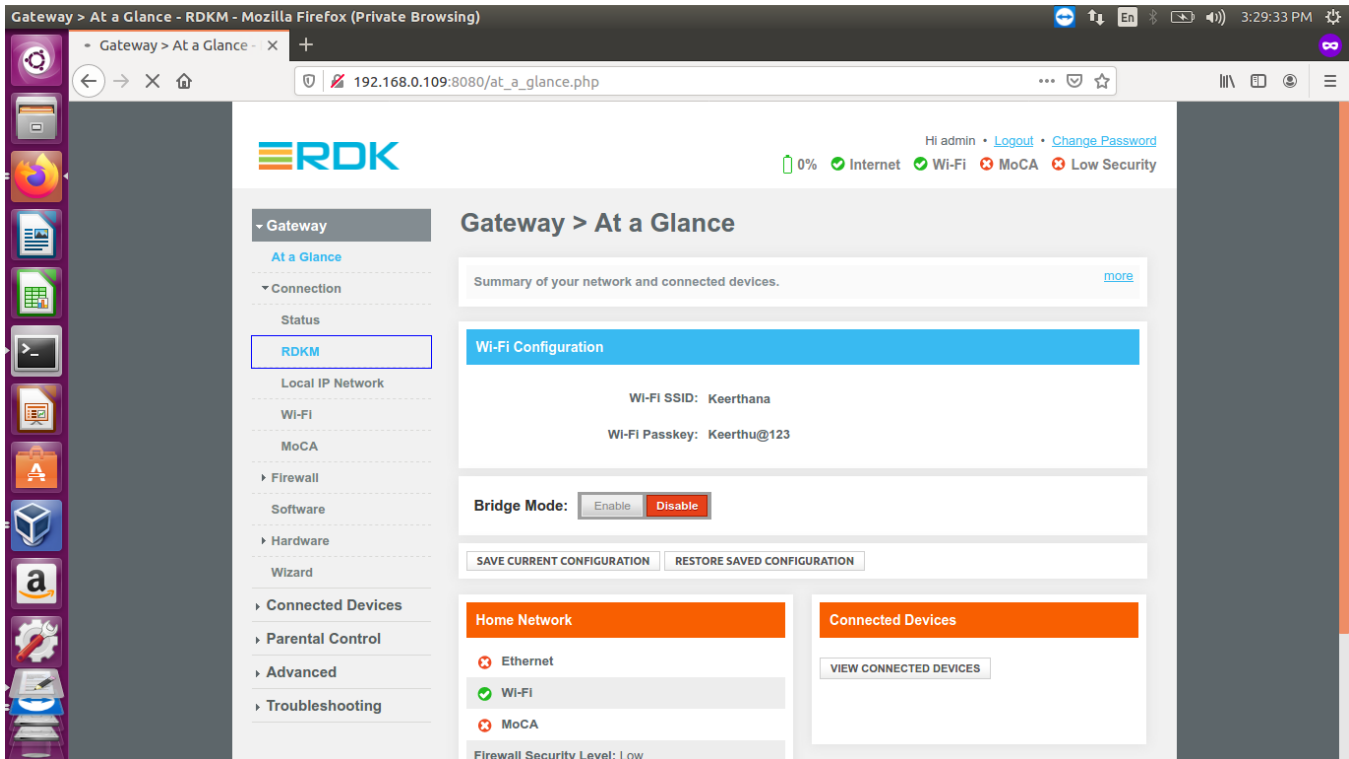 Gateway > At a Glance - RDKM - Mozilla Firefox (Private Browsing)
En
3:29:33 PM
Gateway > At a Glance -
192.168.0.109:8080/at_a_glance.php
RDK
Hi admin • Logout • Change Password
0% Internet Wi-Fi MoCA Low Security
Gateway
At a Glance
Connection
Status
RDKM
Local IP Network
Wi-Fi
MoCA
Firewall
Software
Hardware
Wizard
Connected Devices
Parental Control
Advanced
Troubleshooting
Gateway > At a Glance
Summary of your network and connected devices.
more
Wi-Fi Configuration
Wi-Fi SSID: Keerthana
Wi-Fi Passkey: Keerthu@123
Bridge Mode: Enable Disable
SAVE CURRENT CONFIGURATION RESTORE SAVED CONFIGURATION
Home Network
Ethernet
Wi-Fi
MoCA
Firewall Security Level: Low
Connected Devices
VIEW CONNECTED DEVICES